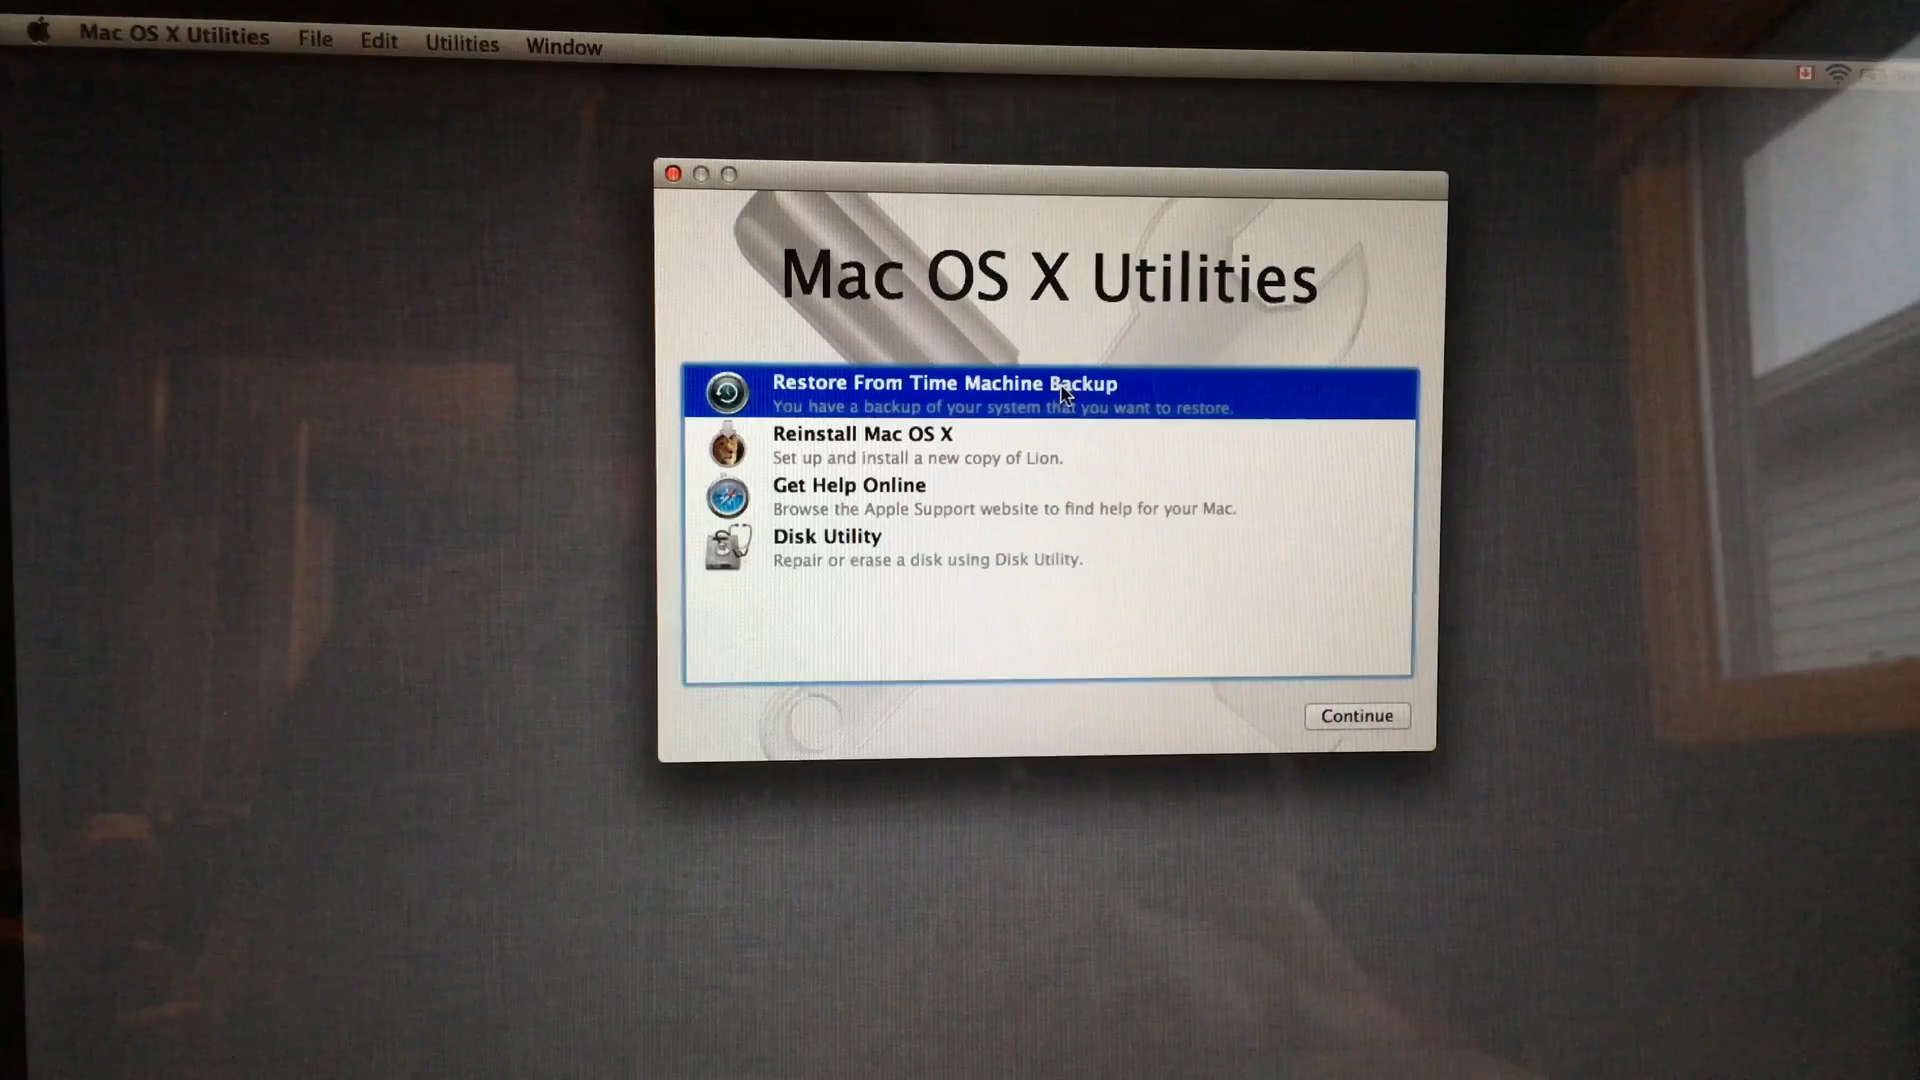 Mac OS X Utilities File Edit Utilities Window
Mac OS X Utilities
Restore From Time Machine Backup
You have a backup of your system that you want to restore.
Reinstall Mac OS X
Set up and install a new copy of Lion.
Get Help Online
Browse the Apple Support website to find help for your Mac.
Disk Utility
Repair or erase a disk using Disk Utility.
Continue